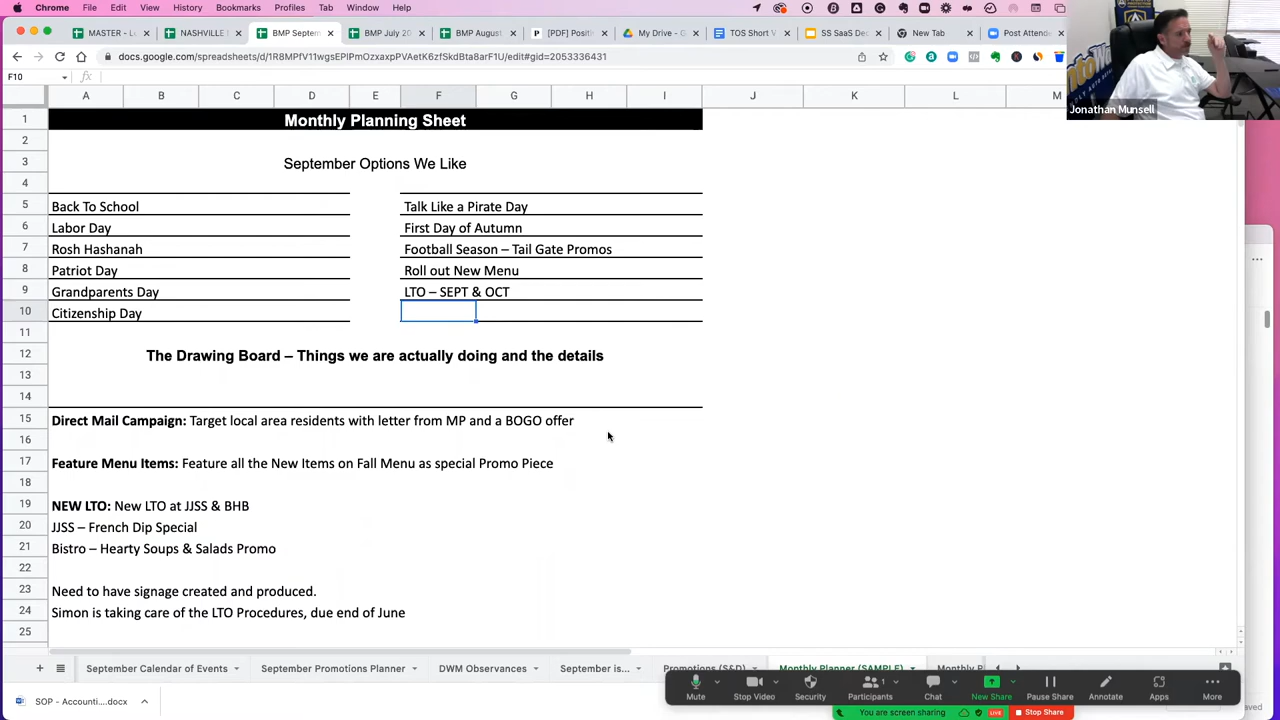 Chrome File Edit View History Bookmarks Profiles Tab Window Help
MASTER - L NASHVILLE BMP Septem BMP July 20 BMP August Positi My Drive - G TOS Short V SS SaaS Dec New Tab Post Attende
docs.google.com/spreadsheets/d/1R8MPfV11wgsEPlPzOzxaxpPVAetK6zfSkdBta8arF1U/edit#gid=2053336431
F10
fx
A B C D E F G H I J K L M
1 Monthly Planning sheet
2
3 September Options We Like
4
5 Back To School Talk Like a Pirate Day
6 Labor Day First Day of Autumn
7 Rosh Hashanah Football Season – Tail Gate Promos
8 Patriot Day Roll out New Menu
9 Grandparents Day LTO – SEPT & OCT
10 Citizenship Day
11
12 The Drawing Board – Things we are actually doing and the details
13
14
15 Direct Mail Campaign: Target local area residents with letter from MP and a BOGO offer
16
17 Feature Menu Items: Feature all the New Items on Fall Menu as special Promo Piece
18
19 NEW LTO: New LTO at JJSS & BHB
20 JJSS – French Dip Special
21 Bistro – Hearty Soups & Salads Promo
22
23 Need to have signage created and produced.
24 Simon is taking care of the LTO Procedures, due end of June
25
September Calendar of Events September Promotions Planner DWM Observances September is... Promotions (S&D) Monthly Planner (SAMPLE) Monthly P
SOP - Accounti....docx
Mute Stop Video Security Participants 1 Chat New Share Pause Share Annotate Apps More
You are screen sharing LIVE Stop Share
Jonathan Munsell